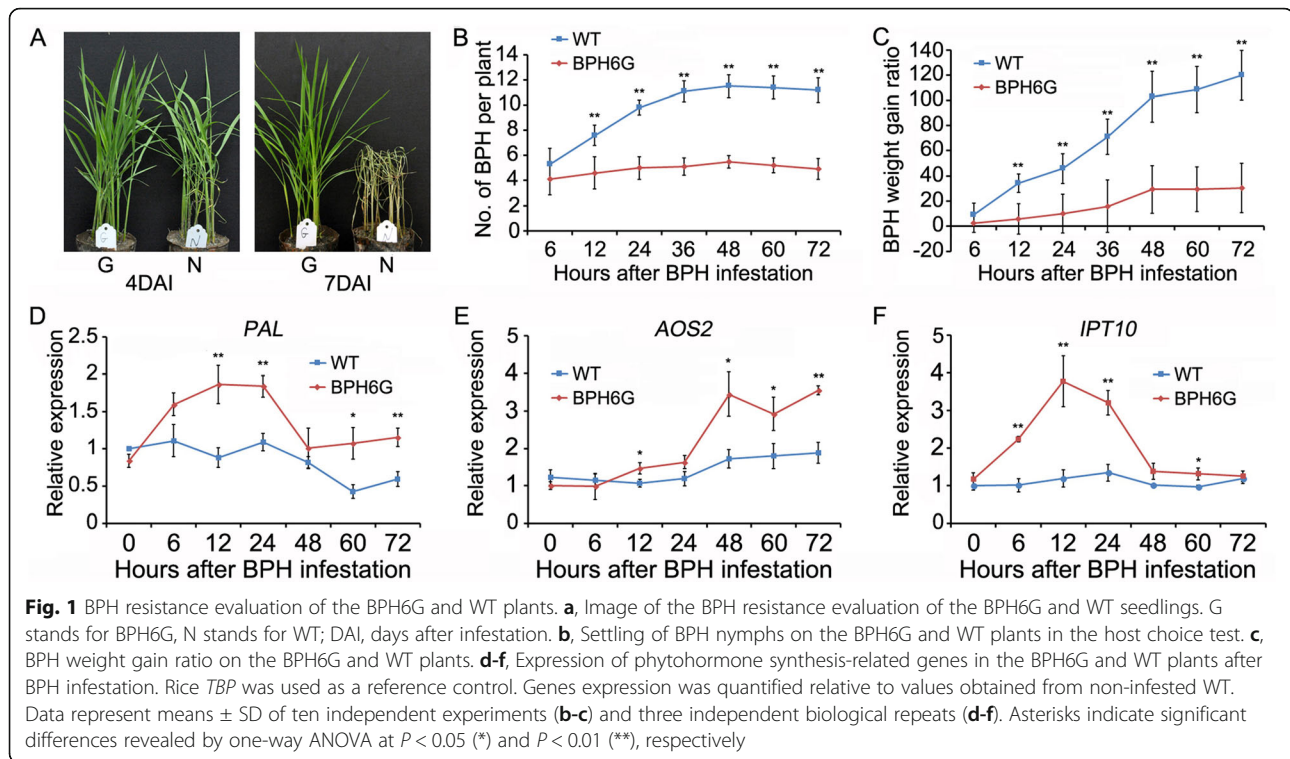 A
G
N
G
N
G
N
G
N
4DAI
7DAI
B
WT
BPH6G
No. of BPH per plant
14
12
10
8
6
4
2
0
**
**
**
**
**
**
6 12 24 36 48 60 72
Hours after BPH infestation
C
WT
BPH6G
BPH weight gain ratio
140
120
100
80
60
40
20
0
-20
**
**
**
**
**
**
6 12 24 36 48 60 72
Hours after BPH infestation
D
PAL
WT
BPH6G
Relative expression
2.5
2
1.5
1
0.5
0
**
**
*
**
0 6 12 24 48 60 72
Hours after BPH infestation
E
AOS2
WT
BPH6G
Relative expression
5
4
3
2
1
0
*
*
*
**
0 6 12 24 48 60 72
Hours after BPH infestation
F
IPT10
WT
BPH6G
Relative expression
5
4
3
2
1
0
**
**
**
*
0 6 12 24 48 60 72
Hours after BPH infestation
Fig. 1 BPH resistance evaluation of the BPH6G and WT plants. a, Image of the BPH resistance evaluation of the BPH6G and WT seedlings. G
stands for BPH6G, N stands for WT; DAI, days after infestation. b, Settling of BPH nymphs on the BPH6G and WT plants in the host choice test. c,
BPH weight gain ratio on the BPH6G and WT plants. d-f, Expression of phytohormone synthesis-related genes in the BPH6G and WT plants after
BPH infestation. Rice TBP was used as a reference control. Genes expression was quantified relative to values obtained from non-infested WT.
Data represent means ± SD of ten independent experiments (b-c) and three independent biological repeats (d-f). Asterisks indicate significant
differences revealed by one-way ANOVA at P < 0.05 (*) and P < 0.01 (**), respectively